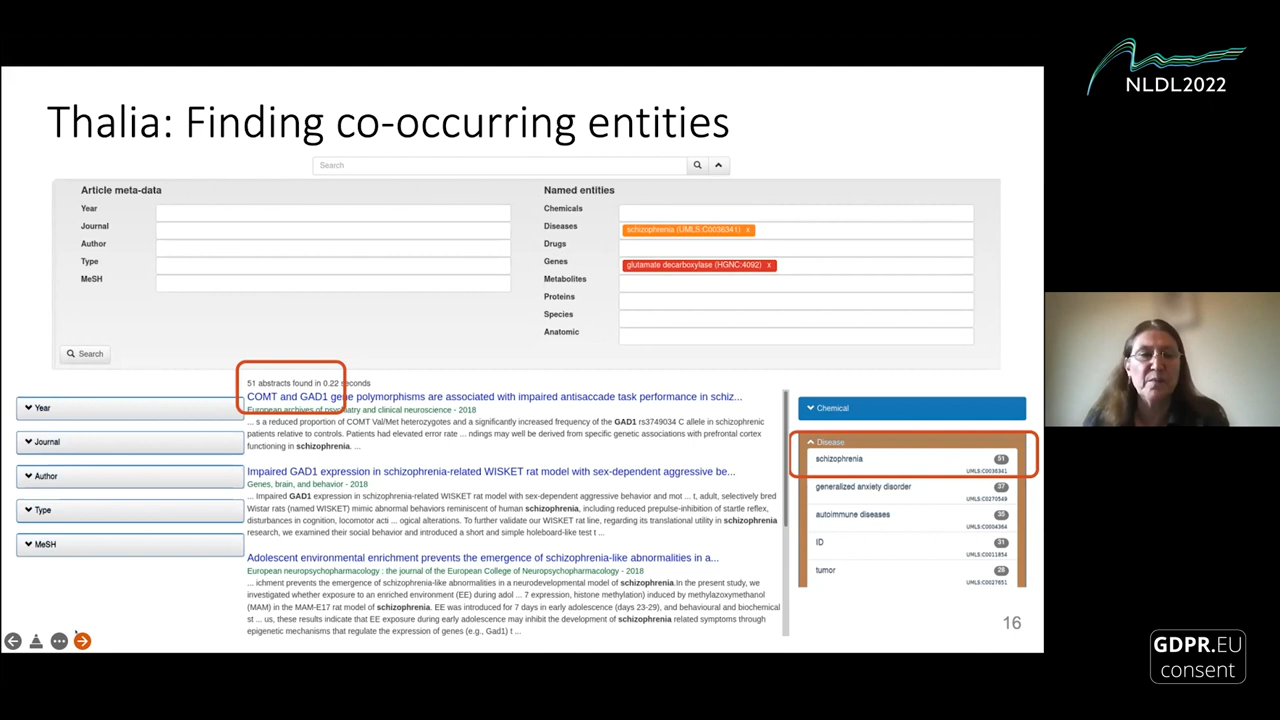 NLDL2022
Thalia: Finding co-occurring entities
Search
Article meta-data
Year
Journal
Author
Type
MeSH
Named entities
Chemicals
Diseases
schizophrenia (UMLS:C0036341) x
Drugs
Genes
glutamate decarboxylase (HGNC:4092) x
Metabolites
Proteins
Species
Anatomic
Search
51 abstracts found in 0.22 seconds
Year
Journal
Author
Type
MeSH
COMT and GAD1 gene polymorphisms are associated with impaired antisaccade task performance in schiz...
European archives of psychiatry and clinical neuroscience - 2018
... s a reduced proportion of COMT Val/Met heterozygotes and a significantly increased frequency of the GAD1 rs3749034 C allele in schizophrenic
patients relative to controls. Patients had elevated error rate ... ndings may well be derived from specific genetic associations with prefrontal cortex
functioning in schizophrenia. ...
Impaired GAD1 expression in schizophrenia-related WISKET rat model with sex-dependent aggressive be...
Genes, brain, and behavior - 2018
... Impaired GAD1 expression in schizophrenia-related WISKET rat model with sex-dependent aggressive behavior and mot ... t, adult, selectively bred
Wistar rats (named WISKET) mimic abnormal behaviors reminiscent of human schizophrenia, including reduced prepulse-inhibition of startle reflex,
disturbances in cognition, locomotor acti ... ogical alterations. To further validate our WISKET rat line, regarding its translational utility in schizophrenia
research, we examined their social behavior and introduced a short and simple holeboard-like test t ...
Adolescent environmental enrichment prevents the emergence of schizophrenia-like abnormalities in a...
European neuropsychopharmacology : the journal of the European College of Neuropsychopharmacology - 2018
... ichment prevents the emergence of schizophrenia-like abnormalities in a neurodevelopmental model of schizophrenia.In the present study, we
investigated whether exposure to an enriched environment (EE) during adol ... 7 expression, histone methylation) induced by methylazoxymethanol
(MAM) in the MAM-E17 rat model of schizophrenia. EE was introduced for 7 days in early adolescence (days 23-29), and behavioural and biochemical
... st ... us, these results indicate that EE exposure during early adolescence may inhibit the development of schizophrenia related symptoms through
epigenetic mechanisms that regulate the expression of genes (e.g., Gad1) t ...
Chemical
Disease
schizophrenia 51
UMLS:C0036341
generalized anxiety disorder 37
UMLS:C0270549
autoimmune diseases 35
UMLS:C0004364
ID 31
UMLS:C0011854
tumor 28
UMLS:C0027651
16
GDPR.EU
consent